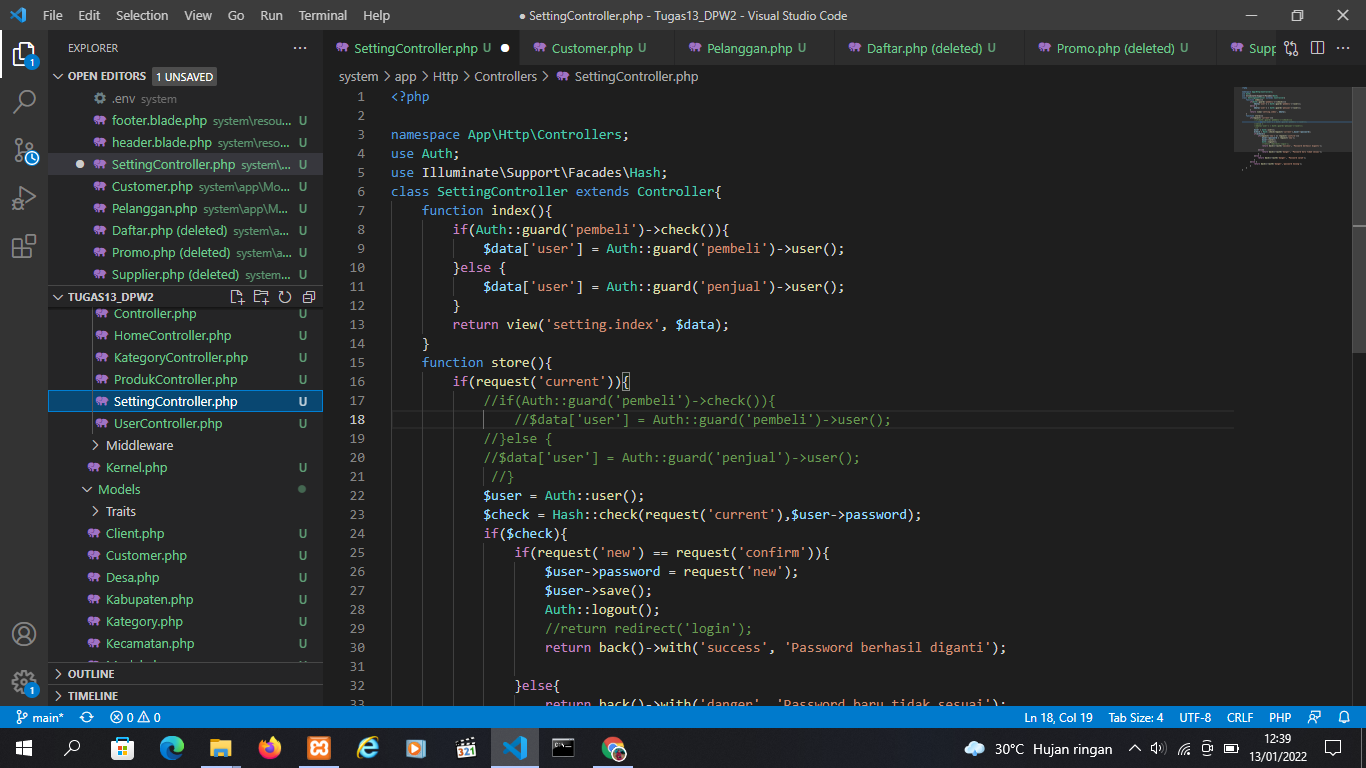 File Edit Selection View Go Run Terminal Help
● SettingController.php - Tugas13_DPW2 - Visual Studio Code
EXPLORER
OPEN EDITORS 1 UNSAVED
.env system
footer.blade.php system\resou... U
header.blade.php system\reso... U
SettingController.php system\... U
Customer.php system\app\Mo... U
Pelanggan.php system\app\M... U
Daftar.php (deleted) system\a... U
Promo.php (deleted) system\a... U
Supplier.php (deleted) system... U
TUGAS13_DPW2
Controller.php U
HomeController.php U
KategoryController.php U
ProdukController.php U
SettingController.php U
UserController.php U
Middleware
Kernel.php U
Models
Traits
Client.php U
Customer.php U
Desa.php U
Kabupaten.php U
Kategory.php U
Kecamatan.php U
OUTLINE
TIMELINE
SettingController.php U
Customer.php U
Pelanggan.php U
Daftar.php (deleted) U
Promo.php (deleted) U
Supp
system > app > Http > Controllers > SettingController.php
1 <?php
2
3 namespace App\Http\Controllers;
4 use Auth;
5 use Illuminate\Support\Facades\Hash;
6 class SettingController extends Controller{
7 function index(){
8 if(Auth::guard('pembeli')->check()){
9 $data['user'] = Auth::guard('pembeli')->user();
10 }else {
11 $data['user'] = Auth::guard('penjual')->user();
12 }
13 return view('setting.index', $data);
14 }
15 function store(){
16 if(request('current')){
17 //if(Auth::guard('pembeli')->check()){
18 //$data['user'] = Auth::guard('pembeli')->user();
19 //}else {
20 //$data['user'] = Auth::guard('penjual')->user();
21 //}
22 $user = Auth::user();
23 $check = Hash::check(request('current'),$user->password);
24 if($check){
25 if(request('new') == request('confirm')){
26 $user->password = request('new');
27 $user->save();
28 Auth::logout();
29 //return redirect('login');
30 return back()->with('success', 'Password berhasil diganti');
31
32 }else{
33 return back()->with('danger', 'Password baru tidak sesuai');
main* 0 0
Ln 18, Col 19 Tab Size: 4 UTF-8 CRLF PHP
30°C Hujan ringan
12:39
13/01/2022